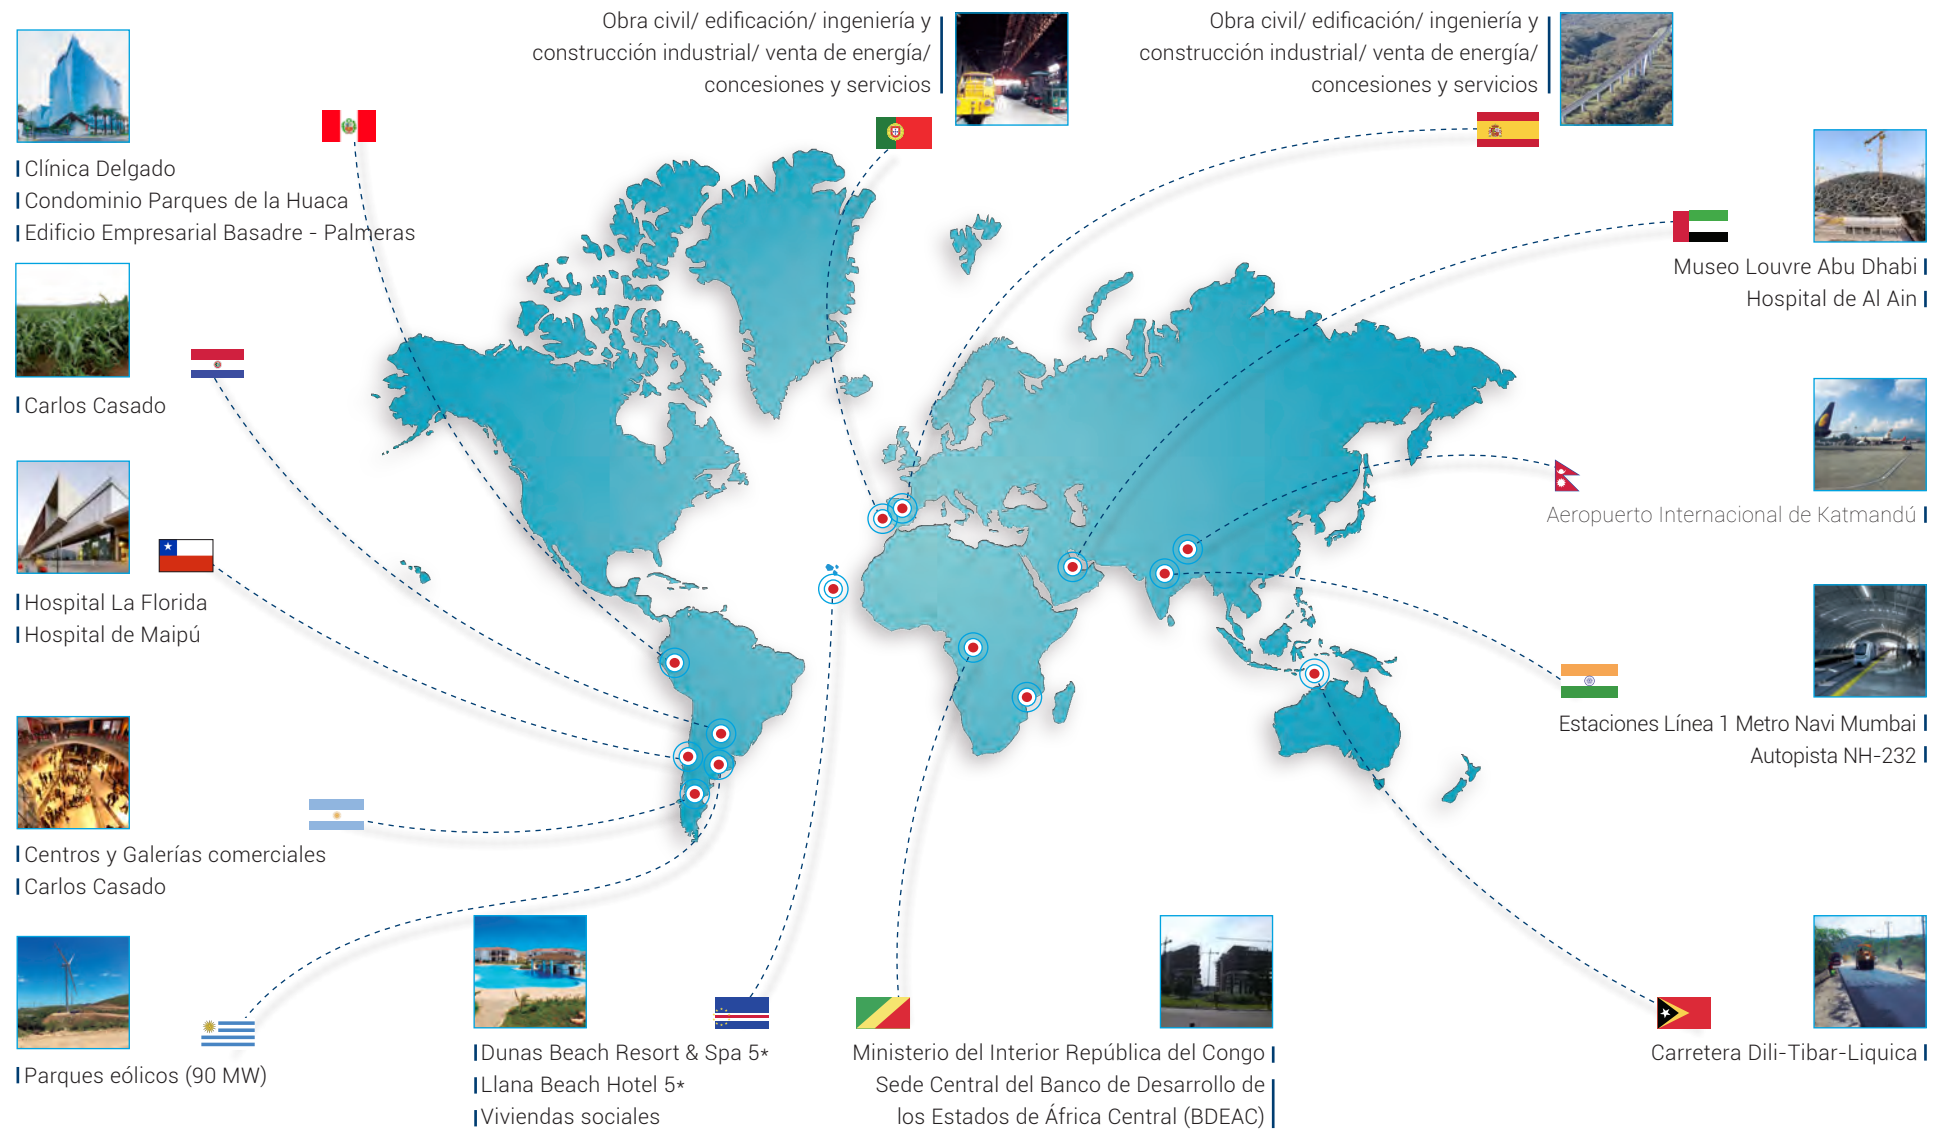 Obra civil/ edificación/ ingeniería y
construcción industrial/ venta de energía/
concesiones y servicios
Obra civil/ edificación/ ingeniería y
construcción industrial/ venta de energía/
concesiones y servicios
Clínica Delgado
Condominio Parques de la Huaca
Edificio Empresarial Basadre - Palmeras
Museo Louvre Abu Dhabi
Hospital de Al Ain
Carlos Casado
Aeropuerto Internacional de Katmandú
Hospital La Florida
Hospital de Maipú
Estaciones Línea 1 Metro Navi Mumbai
Autopista NH-232
Centros y Galerías comerciales
Carlos Casado
Parques eólicos (90 MW)
Dunas Beach Resort & Spa 5*
Llana Beach Hotel 5*
Viviendas sociales
Ministerio del Interior República del Congo
Sede Central del Banco de Desarrollo de
los Estados de África Central (BDEAC)
Carretera Dili-Tibar-Liquica